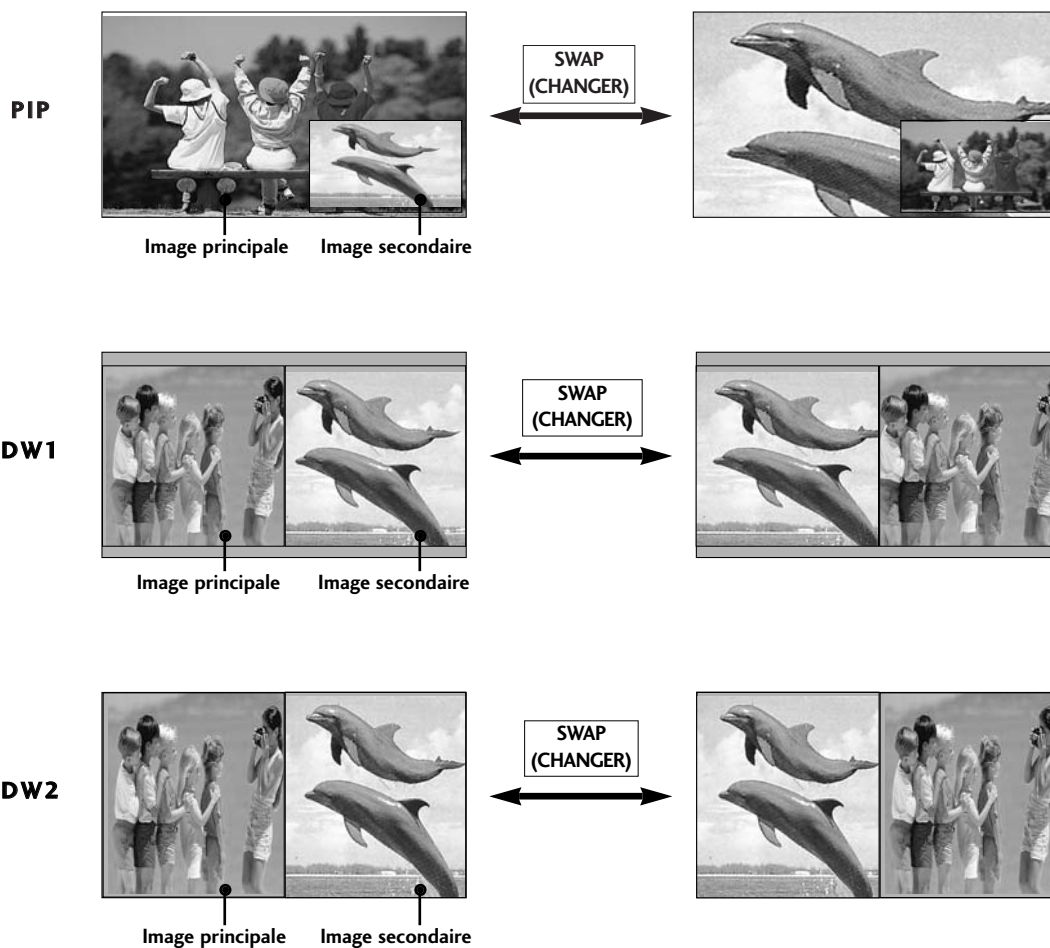 PIP
SWAP
(CHANGER)
Image principale
Image secondaire
DW1
SWAP
(CHANGER)
Image principale
Image secondaire
DW2
SWAP
(CHANGER)
Image principale
Image secondaire